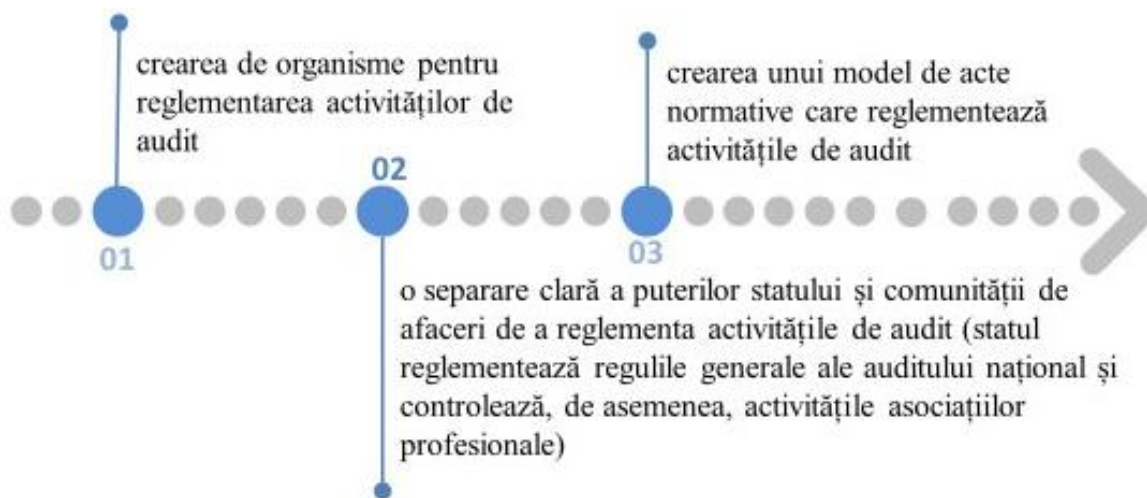 crearea de organisme pentru
reglementarea activităților de
audit
01
02
o separare clară a puterilor statului și comunității de
afaceri de a reglementa activitățile de audit (statul
reglementează regulile generale ale auditului național și
controlează, de asemenea, activitățile asociațiilor
profesionale)
crearea unui model de acte
normative care reglementează
activitățile de audit
03